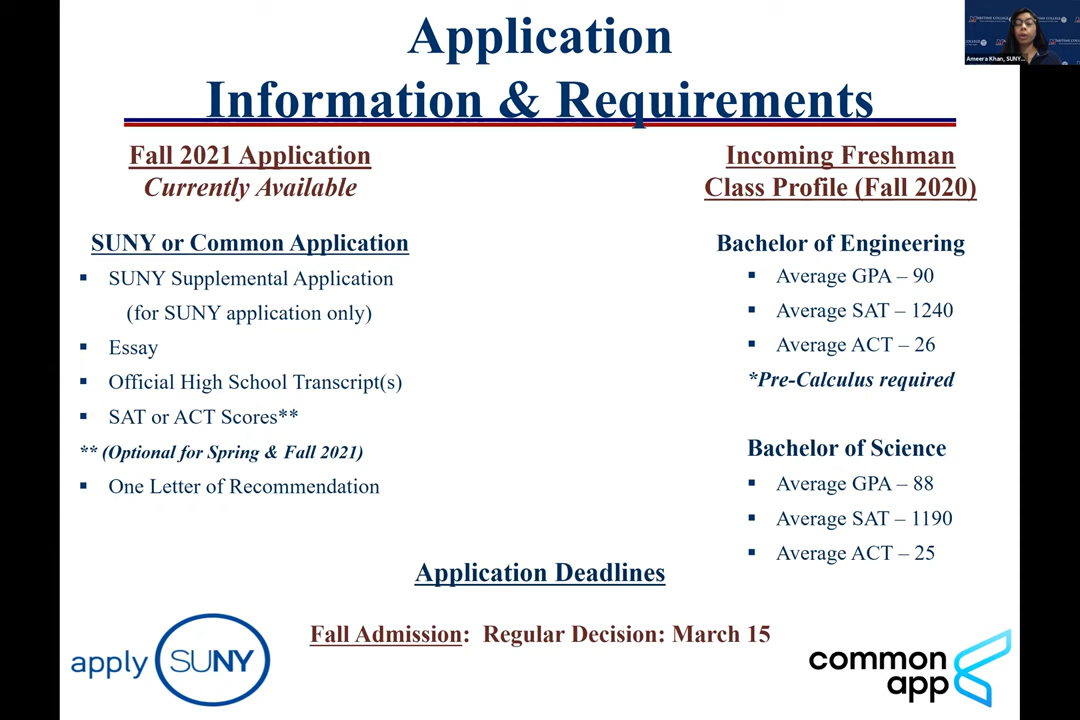 Application
Information & Requirements
Ameera Khan, SUNY...
Fall 2021 Application
Currently Available
SUNY or Common Application
▪ SUNY Supplemental Application
(for SUNY application only)
▪ Essay
▪ Official High School Transcript(s)
▪ SAT or ACT Scores**
** (Optional for Spring & Fall 2021)
▪ One Letter of Recommendation
Incoming Freshman
Class Profile (Fall 2020)
Bachelor of Engineering
▪ Average GPA – 90
▪ Average SAT – 1240
▪ Average ACT – 26
*Pre-Calculus required
Bachelor of Science
▪ Average GPA – 88
▪ Average SAT – 1190
▪ Average ACT – 25
Application Deadlines
Fall Admission: Regular Decision: March 15
apply SUNY
common
app